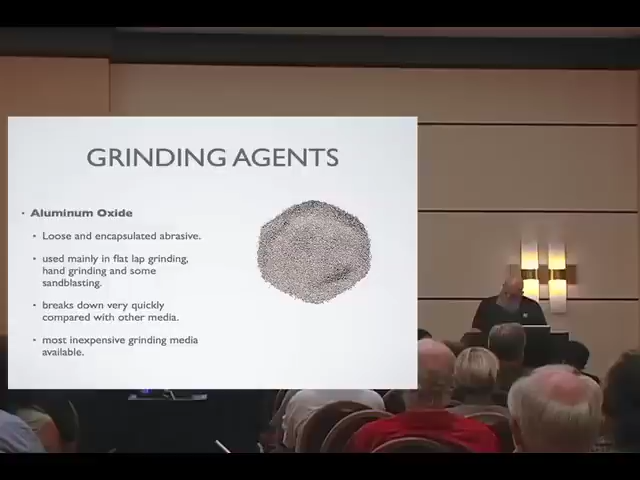 GRINDING AGENTS
• Aluminum Oxide
• Loose and encapsulated abrasive.
• used mainly in flat lap grinding,
hand grinding and some
sandblasting.
• breaks down very quickly
compared with other media.
• most inexpensive grinding media
available.